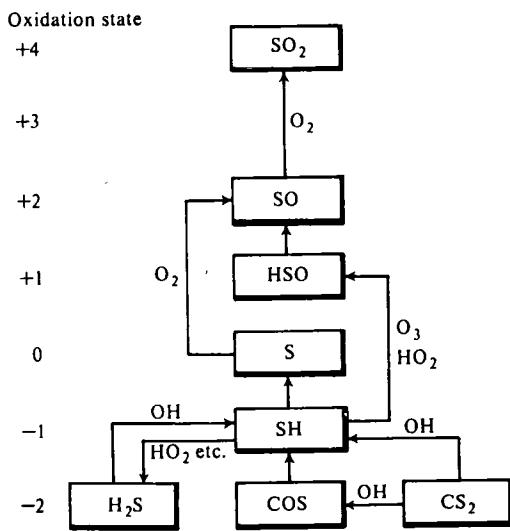 Oxidation state
+4
SO₂
+3
O₂
+2
SO
+1
O₂
HSO
O₃
HO₂
0
S
OH
OH
−1
SH
HO₂ etc.
−2
H₂S
COS
OH
CS₂